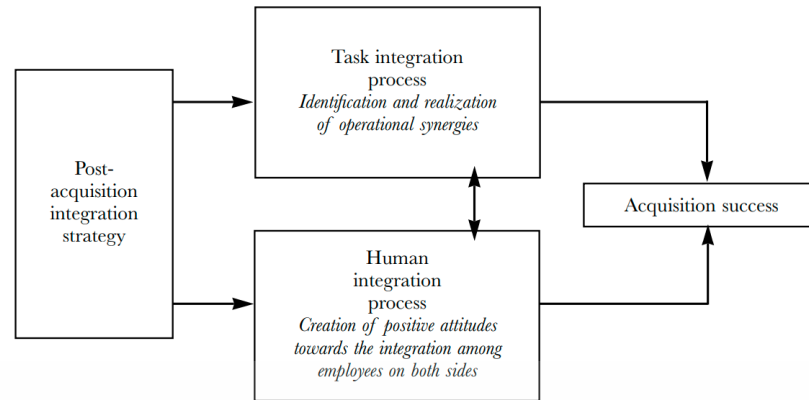 Post-
acquisition
integration
strategy
Task integration
process
Identification and realization
of operational synergies
Human
integration
process
Creation of positive attitudes
towards the integration among
employees on both sides
Acquisition success